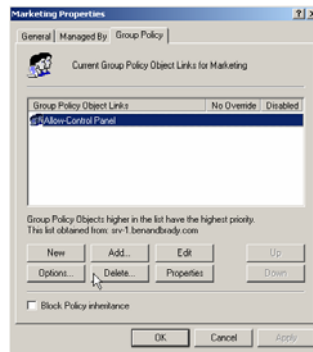 Marketing Properties
General Managed By Group Policy
Current Group Policy Object Links for Marketing
Group Policy Object Links No Override Disabled
Allow-Control Panel
Group Policy Objects higher in the list have the highest priority.
This list obtained from: srv-1.benandbrady.com
New Add... Edit Up
Options... Delete... Properties Down
Block Policy inheritance
OK Cancel Apply